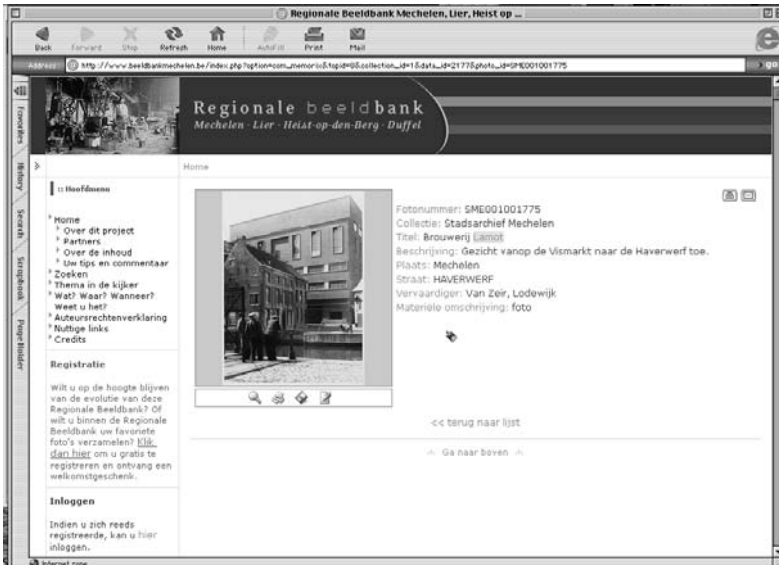 Regionale Beeldbank Mechelen, Lier, Heist op ...
Back Forward Stop Refresh Home AutoFill Print Mail
Address http://www.beeldbankmechelen.be/index.php?option=com_memorix&topid=0&collection_id=1&data_id=2177&photo_id=SME001001775 go
Favorites
History
Search
Scrapbook
Page Holder
Regionale beeldbank
Mechelen · Lier · Heist-op-den-Berg · Duffel
Home
:: Hoofdmenu
Home
Over dit project
Partners
Over de inhoud
Uw tips en commentaar
Zoeken
Thema in de kijker
Wat? Waar? Wanneer?
Weet u het?
Auteursrechtenverklaring
Nuttige links
Credits
Registratie
Wilt u op de hoogte blijven
van de evolutie van deze
Regionale Beeldbank? Of
wilt u binnen de Regionale
Beeldbank uw favoriete
foto's verzamelen? Klik
dan hier om u gratis te
registreren en ontvang een
welkomstgeschenk.
Inloggen
Indien u zich reeds
registreerde, kan u hier
inloggen.
Fotonummer: SME001001775
Collectie: Stadsarchief Mechelen
Titel: Brouwerij Lamot
Beschrijving: Gezicht vanop de Vismarkt naar de Haverwerf toe.
Plaats: Mechelen
Straat: HAVERWERF
Vervaardiger: Van Zeir, Lodewijk
Materiële omschrijving: foto
<< terug naar lijst
Ga naar boven
Internet zone